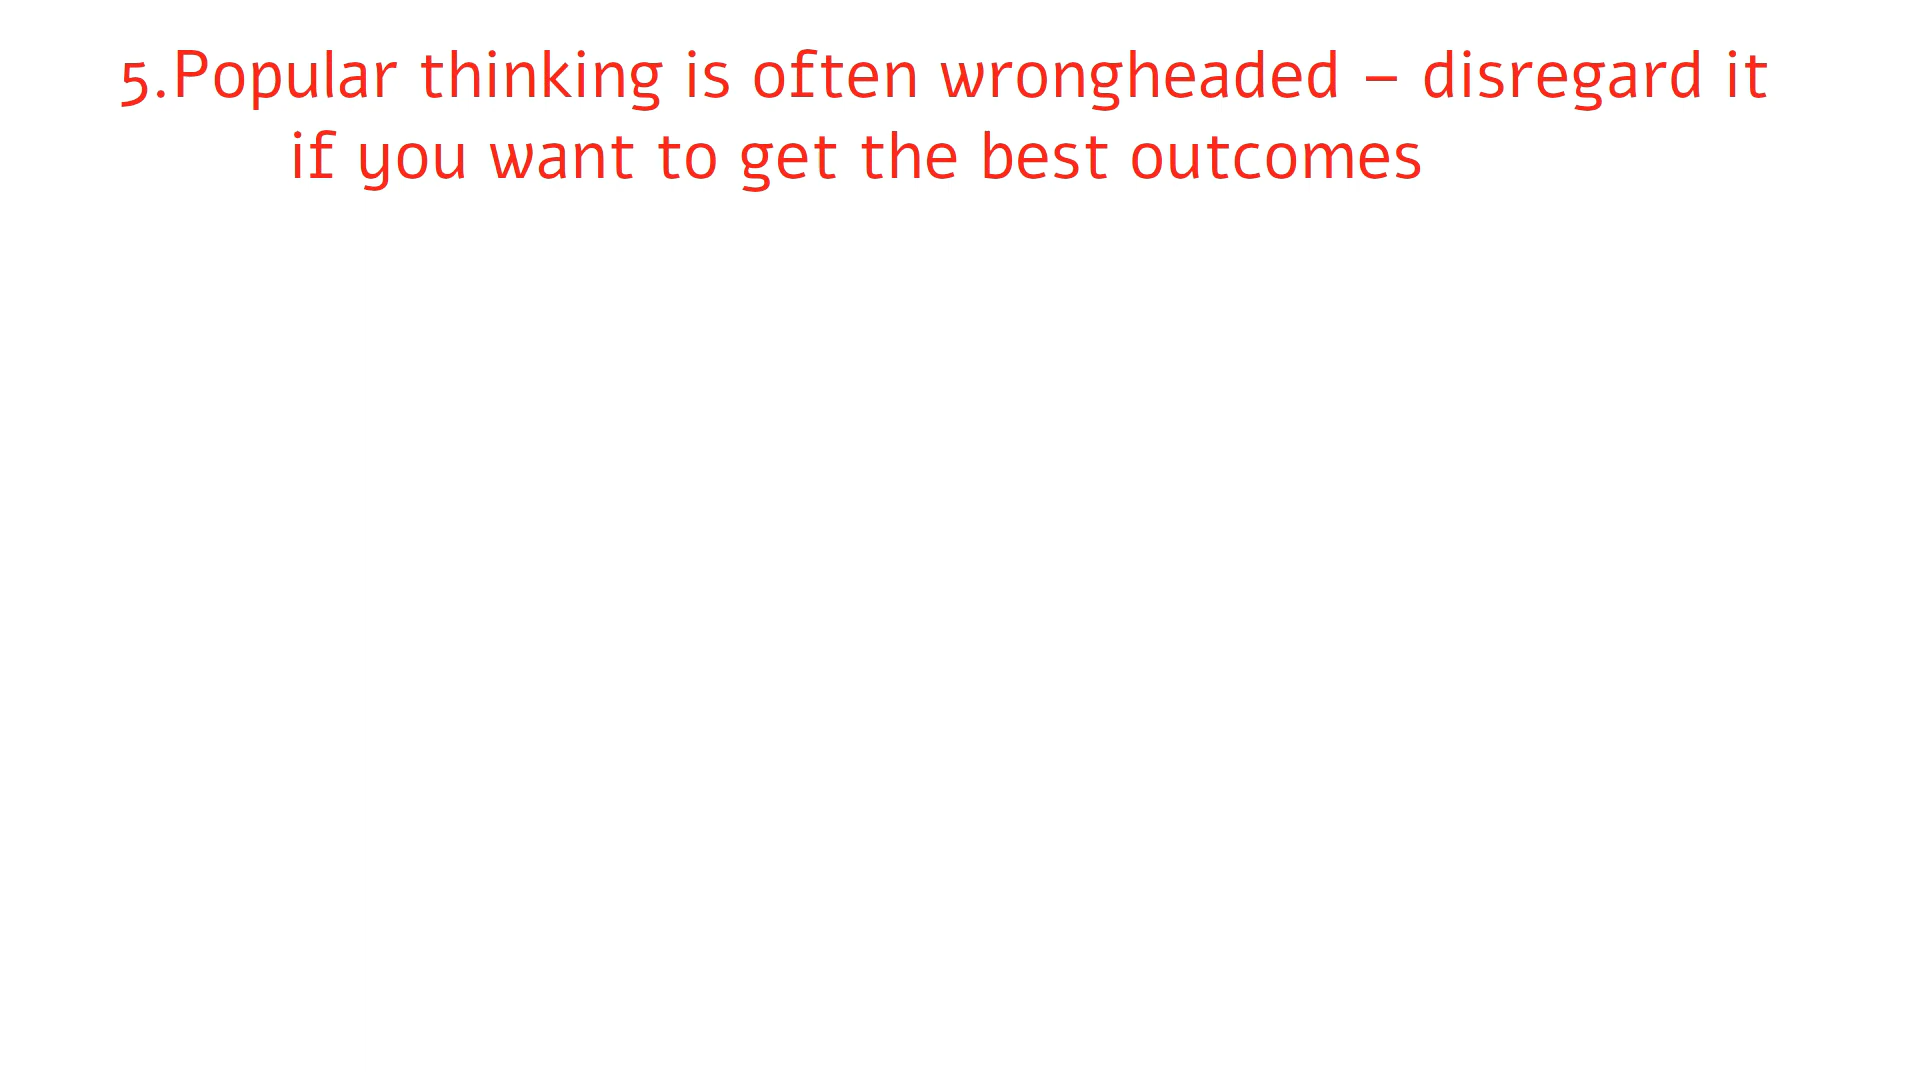 5.Popular thinking is often wrongheaded – disregard it
if you want to get the best outcomes